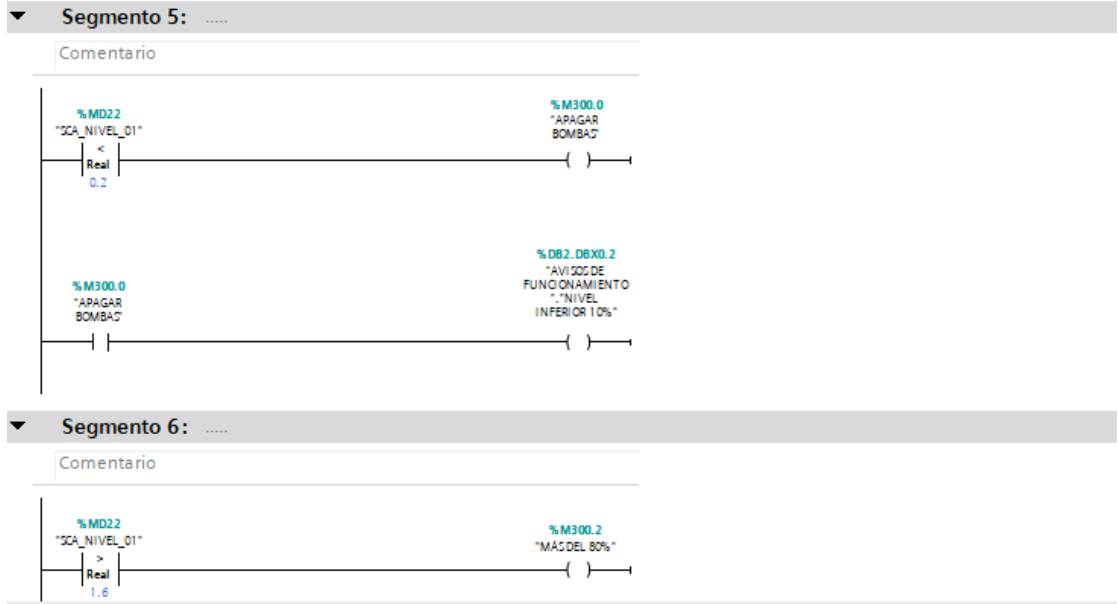 Segmento 5: .....
Comentario
%MD22
"SCA_NIVEL_01"
<
Real
0.2
%M300.0
"APAGAR
BOMBAS"
%M300.0
"APAGAR
BOMBAS"
%DB2.DBX0.2
"AVISOS DE
FUNCIONAMIENTO
"."NIVEL
INFERIOR 10%"
Segmento 6: .....
Comentario
%MD22
"SCA_NIVEL_01"
>
Real
1.6
%M300.2
"MAS DEL 80%"